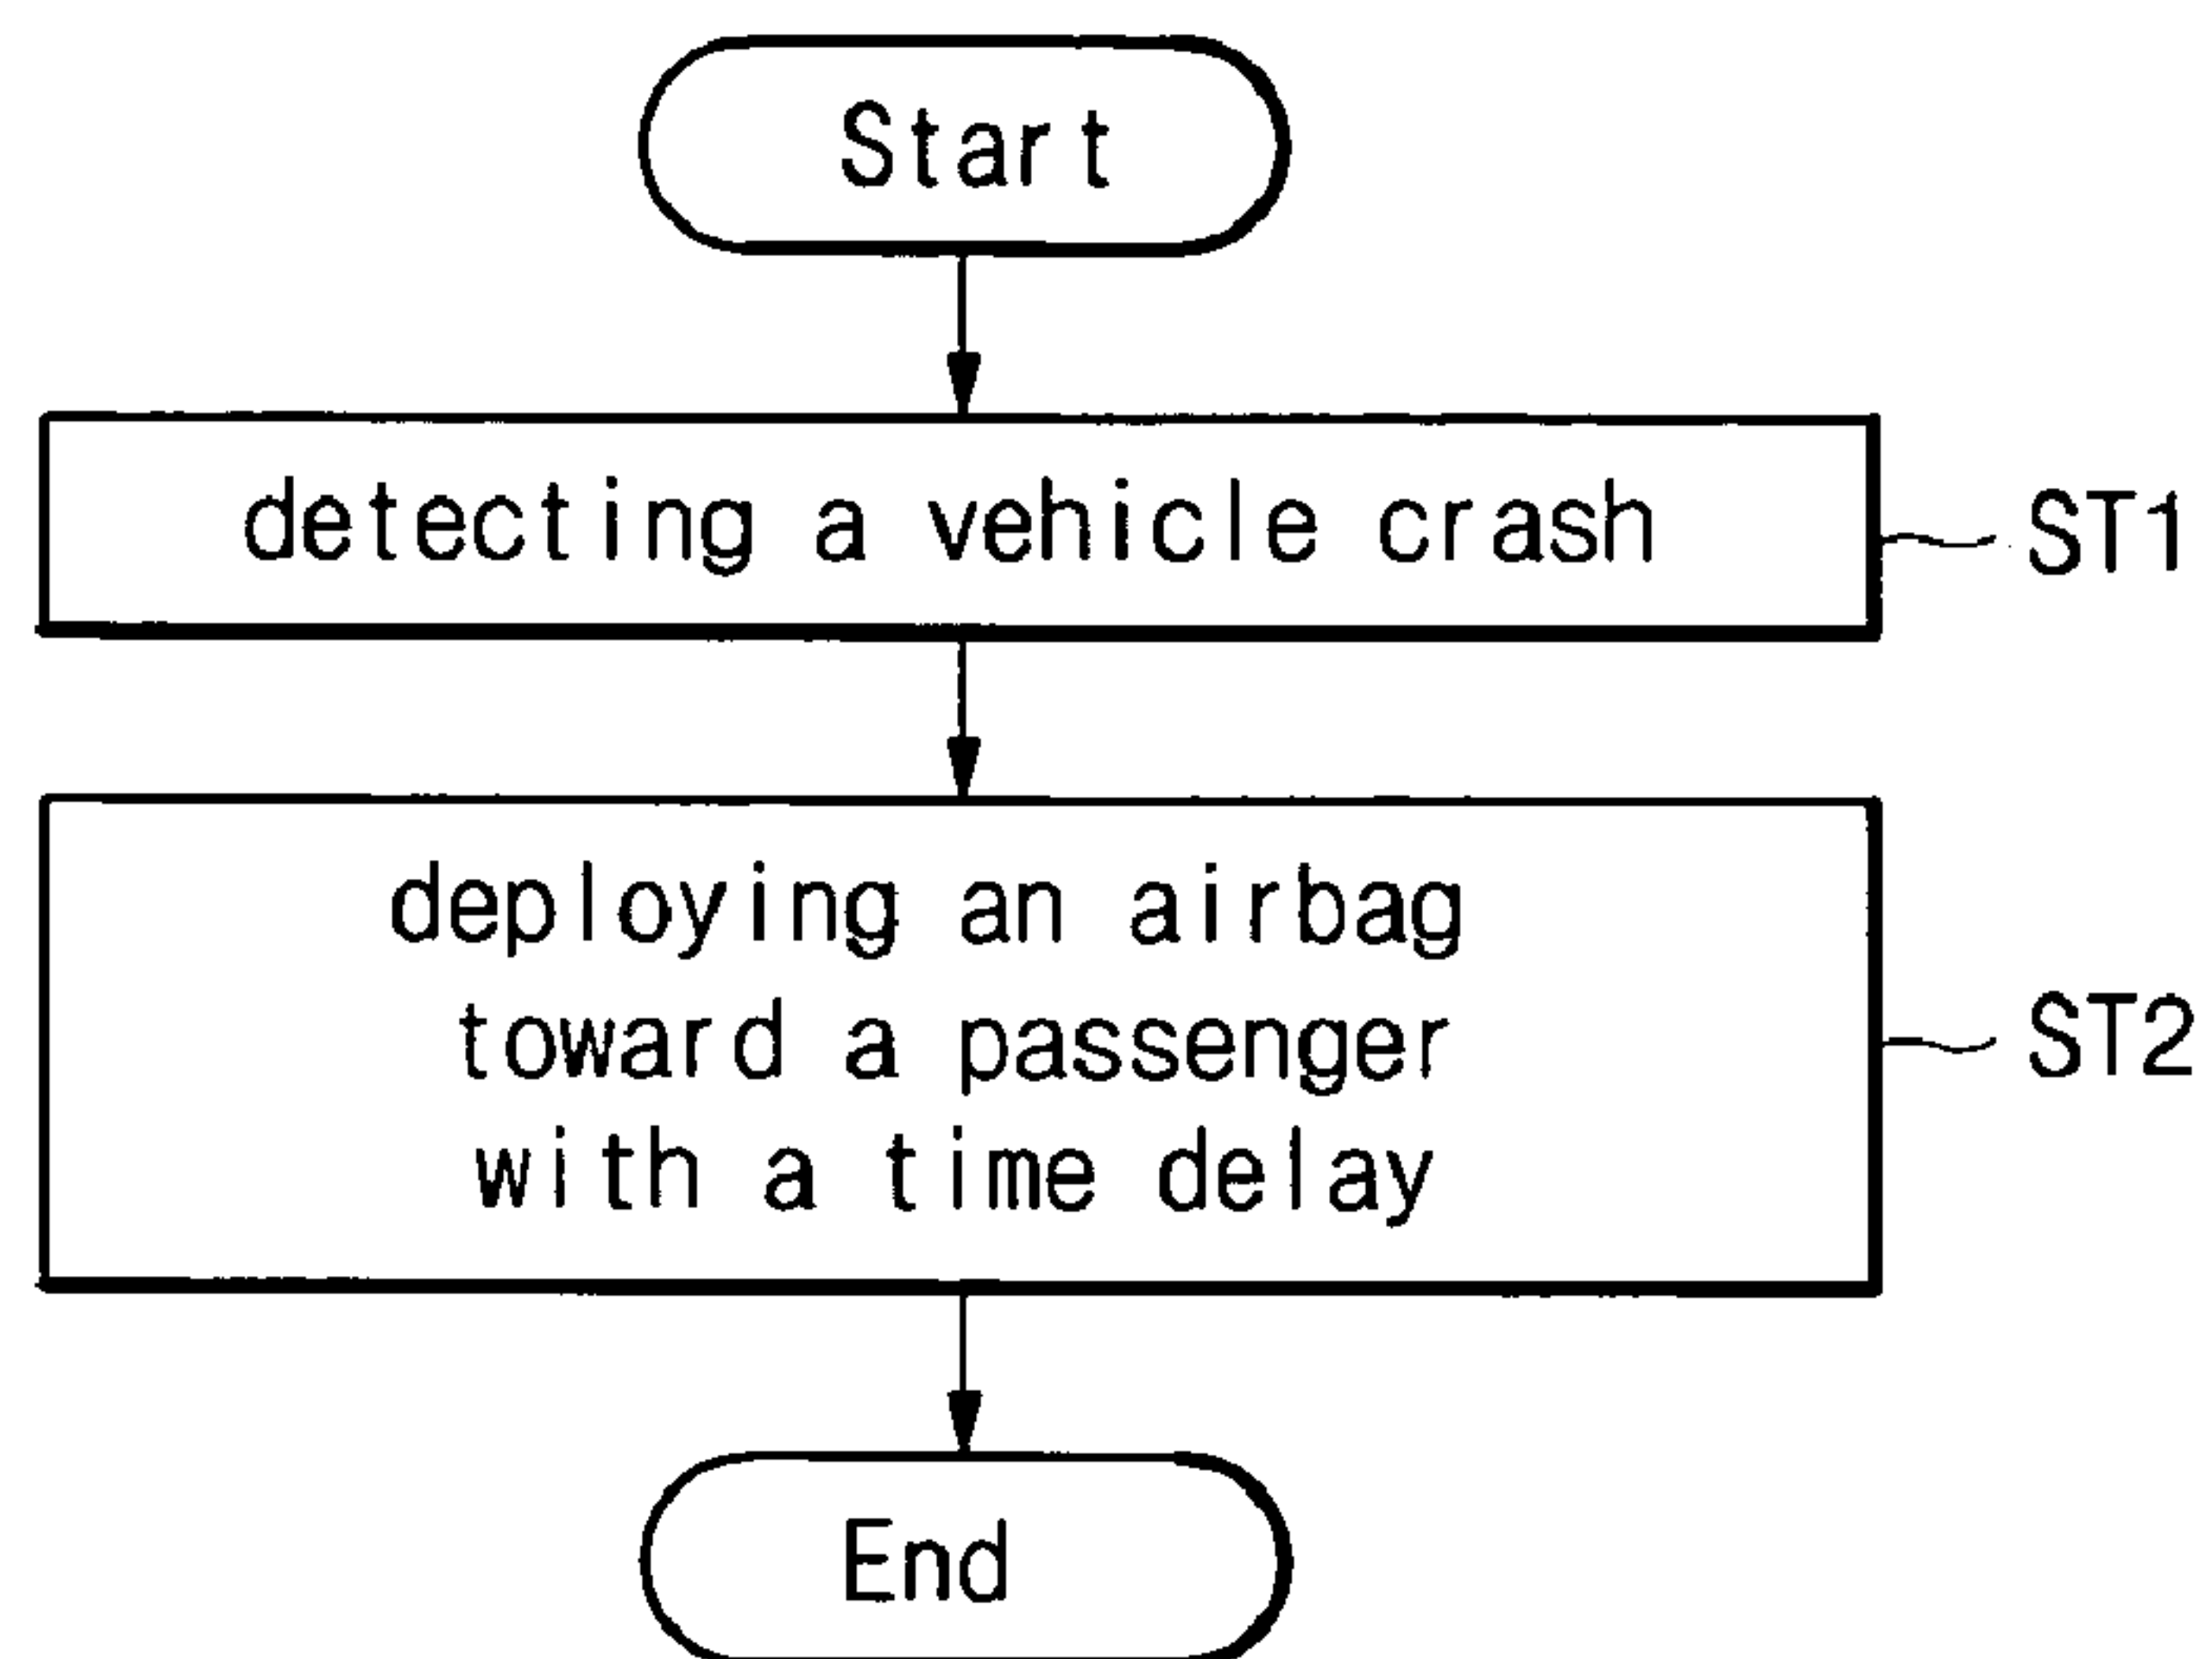 Start
detecting a vehicle crash
ST1
deploying an airbag
toward a passenger
with a time delay
ST2
End